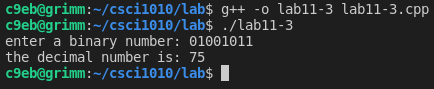 c9eb@grimm:~/csci1010/lab$ g++ -o lab11-3 lab11-3.cpp
c9eb@grimm:~/csci1010/lab$ ./lab11-3
enter a binary number: 01001011
the decimal number is: 75
c9eb@grimm:~/csci1010/lab$